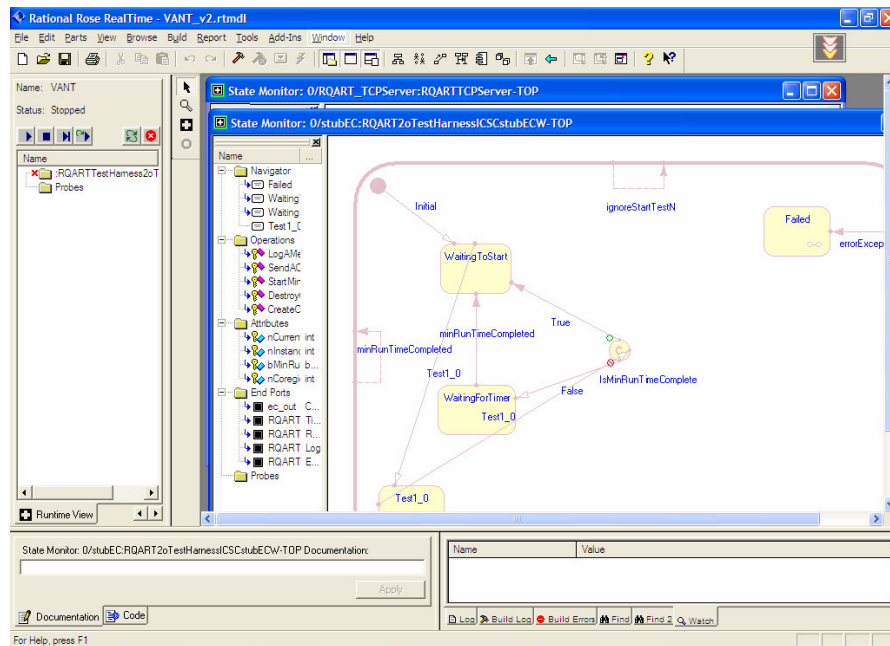 Rational Rose RealTime - VANT_v2.rtmdl
File Edit Parts View Browse Build Report Tools Add-Ins Window Help
Name: VANT
Status: Stopped
Name
:RQARTTestHarness2oT
Probes
Runtime View
State Monitor: 0/RQART_TCPServer:RQARTTCPServer-TOP
State Monitor: 0/stubEC:RQART2oTestHarnessICSCstubECW-TOP
Name ...
Navigator
Failed
Waiting
Waiting
Test1_0
Operations
LogAMe
SendAC
StartMin
Destroy
CreateC
Attributes
nCurren int
nInstanc int
bMinRu b...
nCoregi int
End Ports
ec_out C...
RQART Ti...
RQART R...
RQART Log
RQART E...
Probes
Initial
ignoreStartTestN
Failed
errorExcep
WaitingToStart
True
minRunTimeCompleted
minRunTimeCompleted
C
IsMinRunTimeComplete
Test1_0
False
WaitingForTimer
Test1_0
Test1_0
State Monitor: 0/stubEC:RQART2oTestHarnessICSCstubECW-TOP Documentation:
Apply
Documentation Code
Name Value
Log Build Log Build Errors Find Find 2 Watch
For Help, press F1